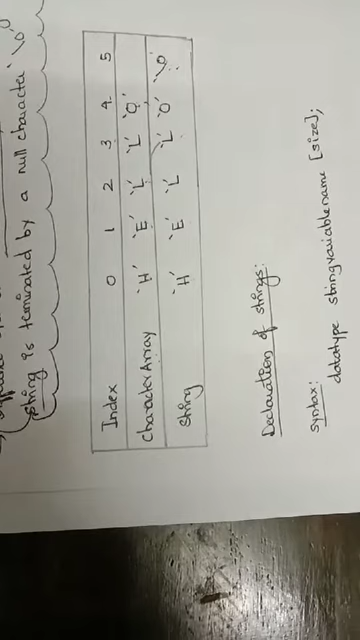 string is terminated by a null character '\0'
Index 0 1 2 3 4 5
Character Array 'H' 'E' 'L' 'L' 'O'
string 'H' 'E' 'L' 'L' 'O' '\0'
Declaration of strings:
syntax:
datatype stringvariablename [size];